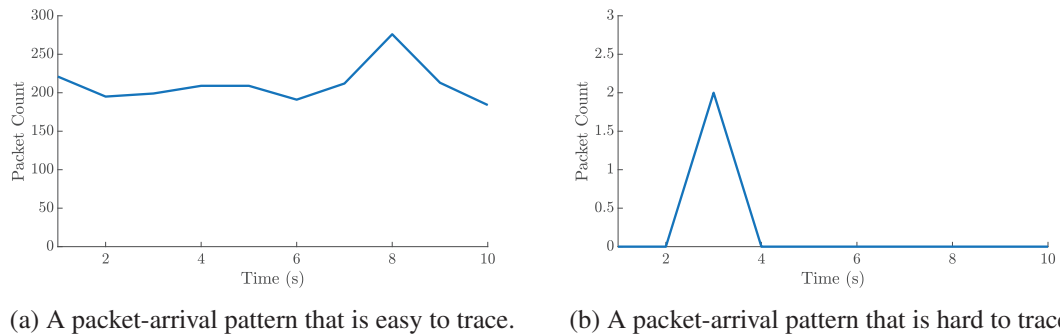 300
250
200
150
100
50
0
Packet Count
2 4 6 8 10
Time (s)
(a) A packet-arrival pattern that is easy to trace.
3
2.5
2
1.5
1
0.5
0
Packet Count
2 4 6 8 10
Time (s)
(b) A packet-arrival pattern that is hard to trac